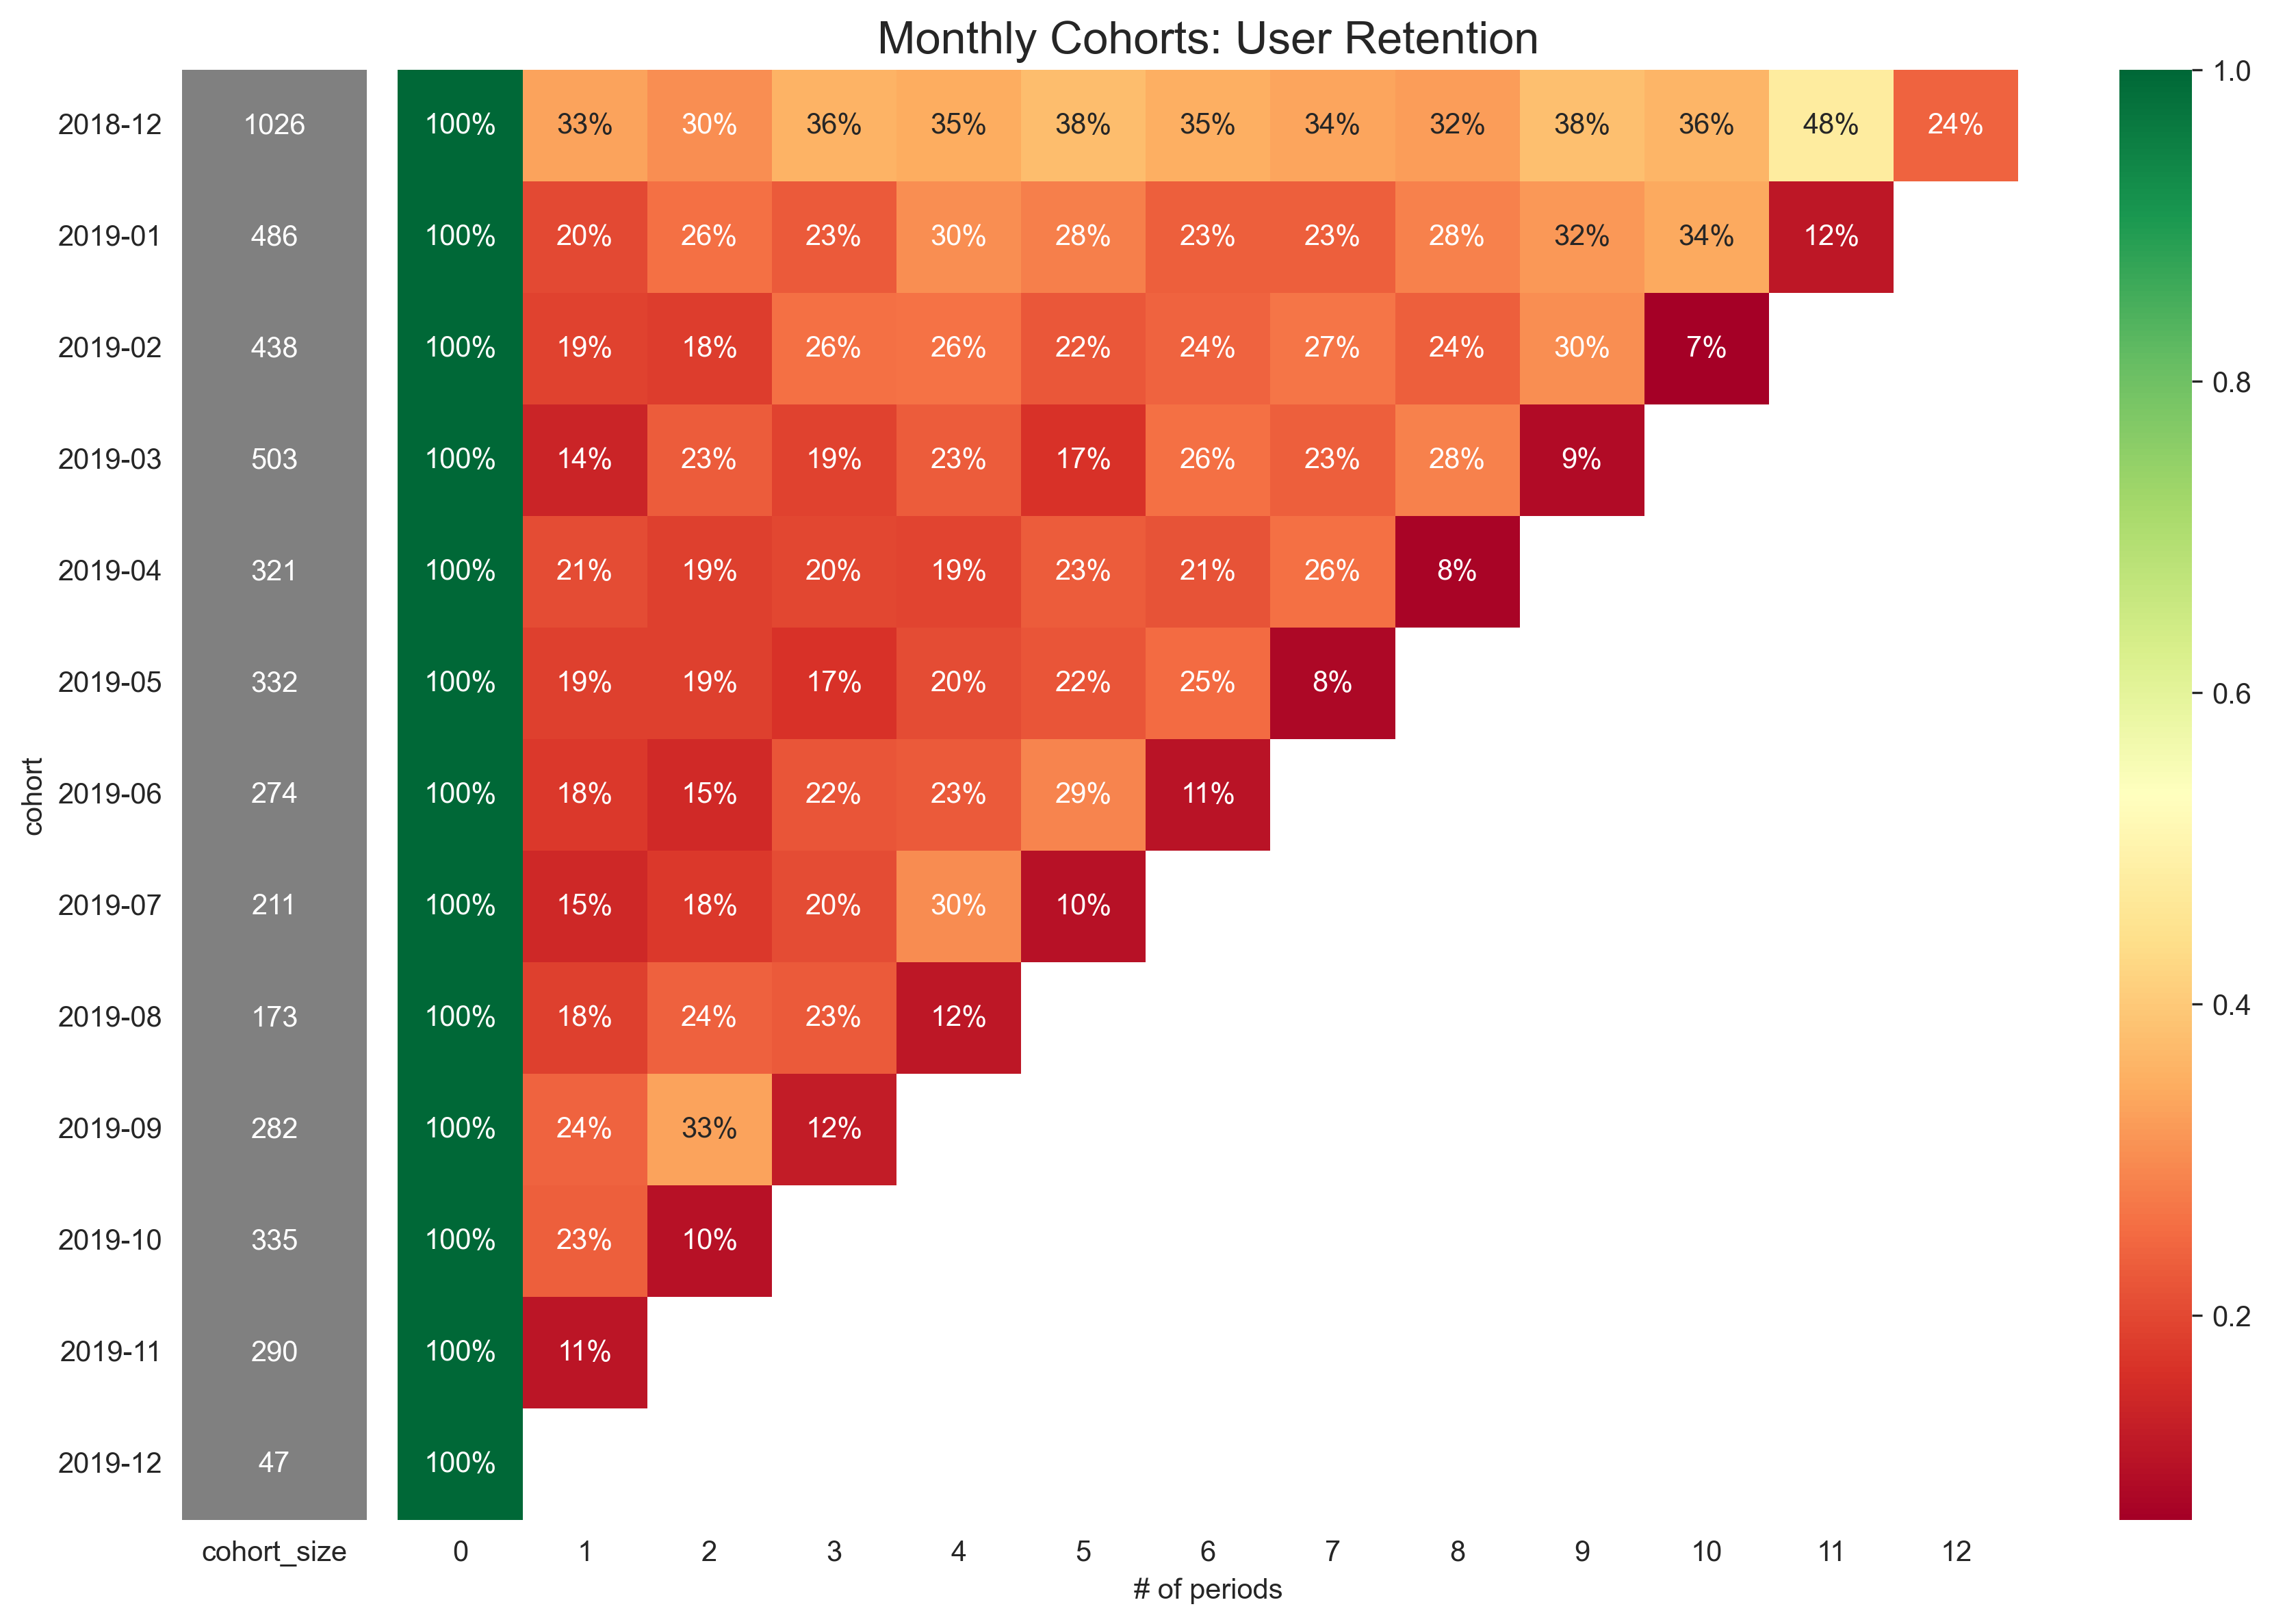 Monthly Cohorts: User Retention
2018-12 1026 100% 33% 30% 36% 35% 38% 35% 34% 32% 38% 36% 48% 24%
2019-01 486 100% 20% 26% 23% 30% 28% 23% 23% 28% 32% 34% 12%
2019-02 438 100% 19% 18% 26% 26% 22% 24% 27% 24% 30% 7%
2019-03 503 100% 14% 23% 19% 23% 17% 26% 23% 28% 9%
2019-04 321 100% 21% 19% 20% 19% 23% 21% 26% 8%
2019-05 332 100% 19% 19% 17% 20% 22% 25% 8%
2019-06 274 100% 18% 15% 22% 23% 29% 11%
2019-07 211 100% 15% 18% 20% 30% 10%
2019-08 173 100% 18% 24% 23% 12%
2019-09 282 100% 24% 33% 12%
2019-10 335 100% 23% 10%
2019-11 290 100% 11%
2019-12 47 100%
cohort
cohort_size 0 1 2 3 4 5 6 7 8 9 10 11 12
# of periods
1.0
0.8
0.6
0.4
0.2